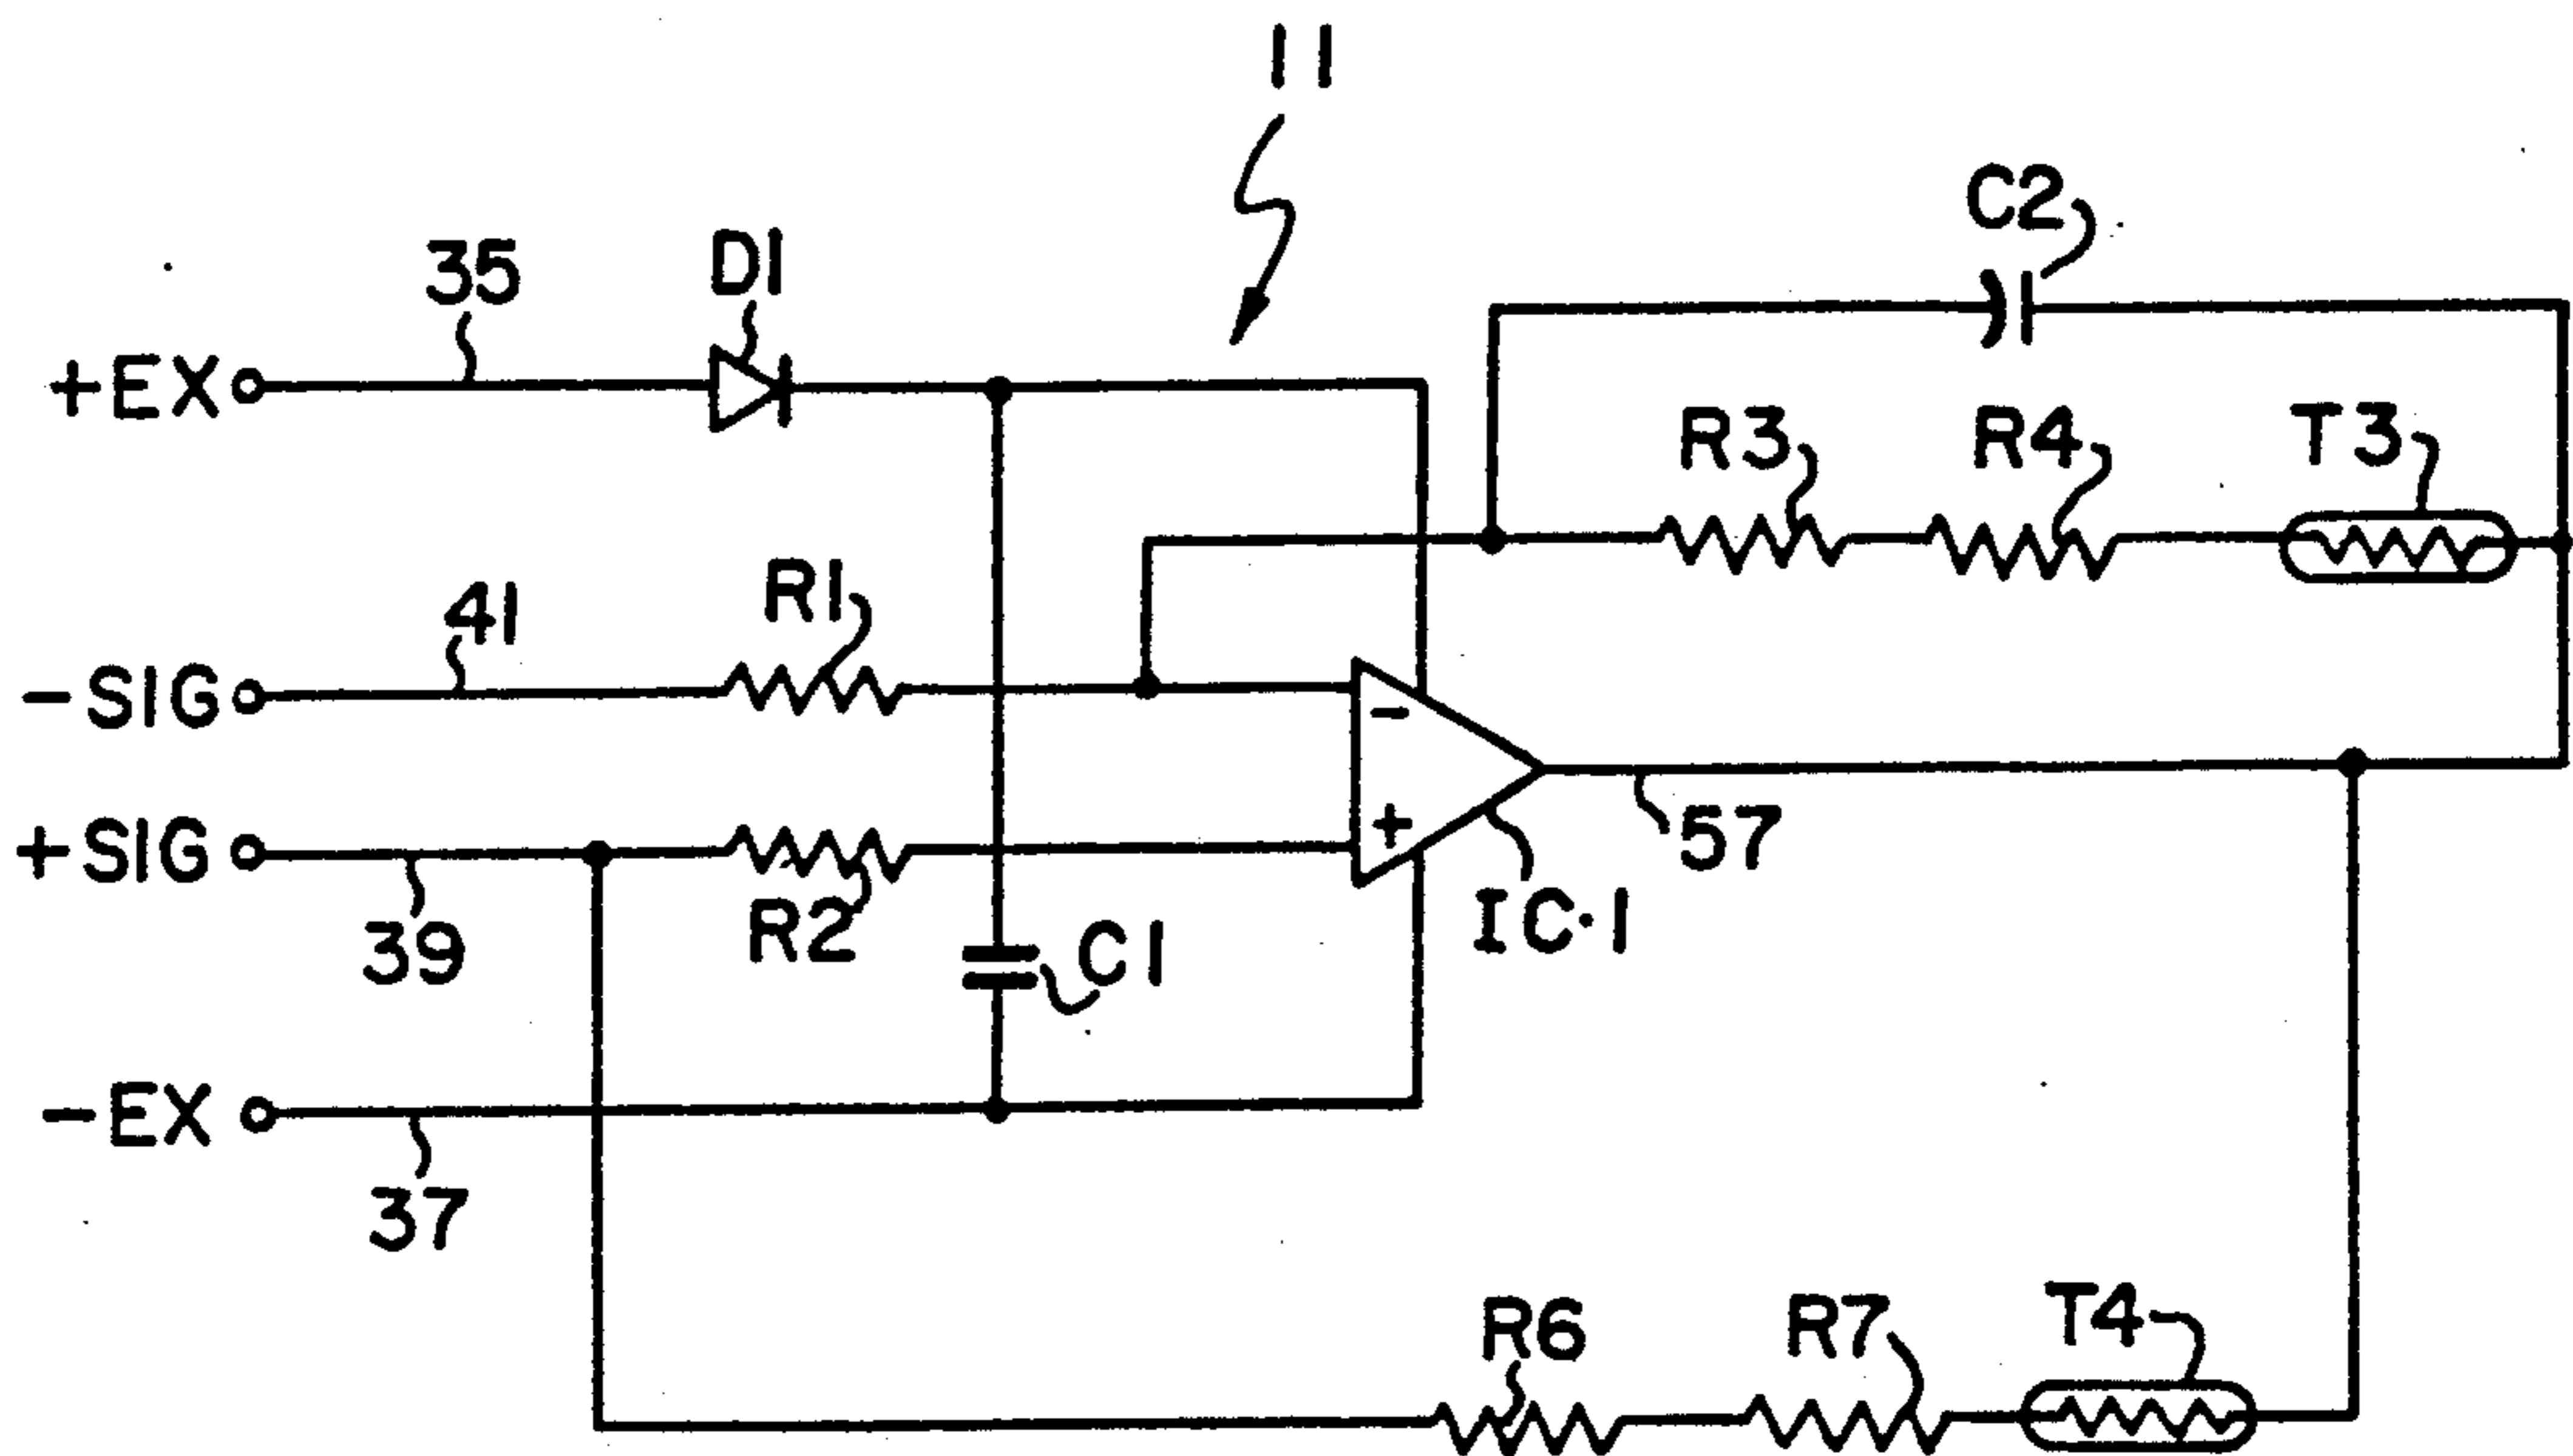 11
C2
35
D1
+EX
R3
R4
T3
41
R1
-SIG
-
+SIG
+
57
39
R2
C1
IC·1
-EX
37
R6
R7
T4